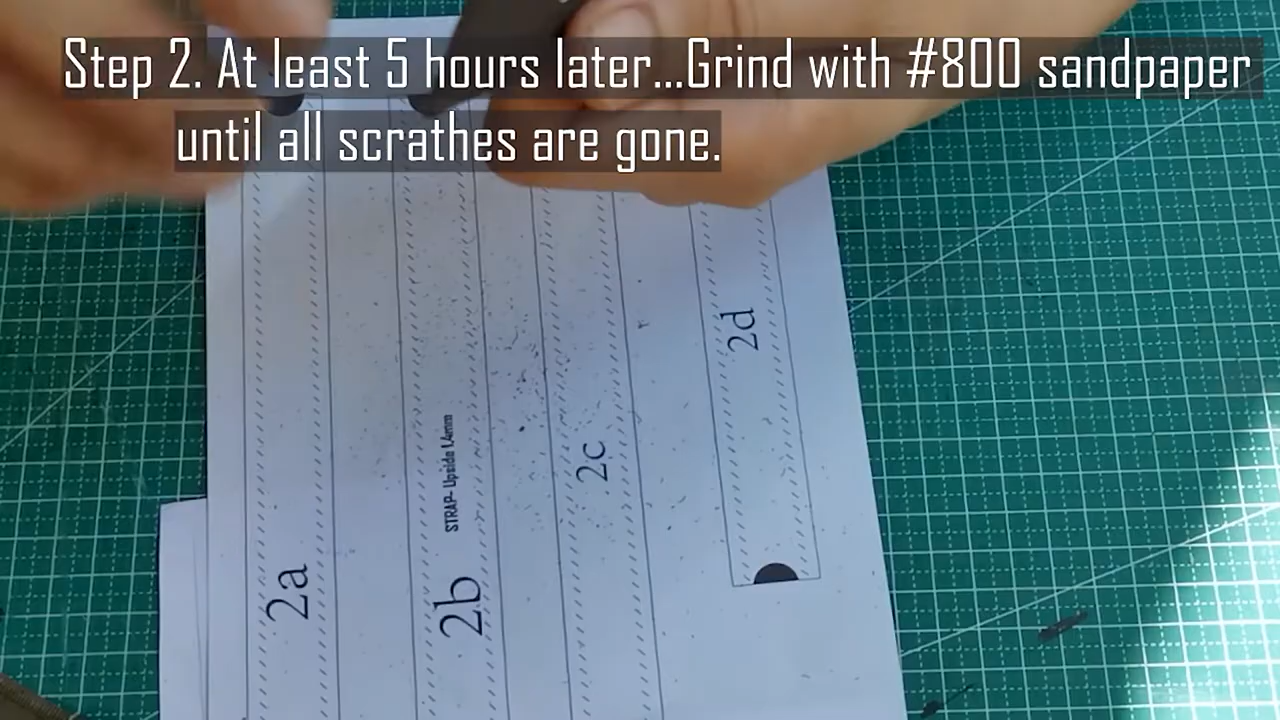 Step 2. At least 5 hours later...Grind with #800 sandpaper
until all scrathes are gone.
2a
2b
STRAP- Upside 1.4mm
2c
2d